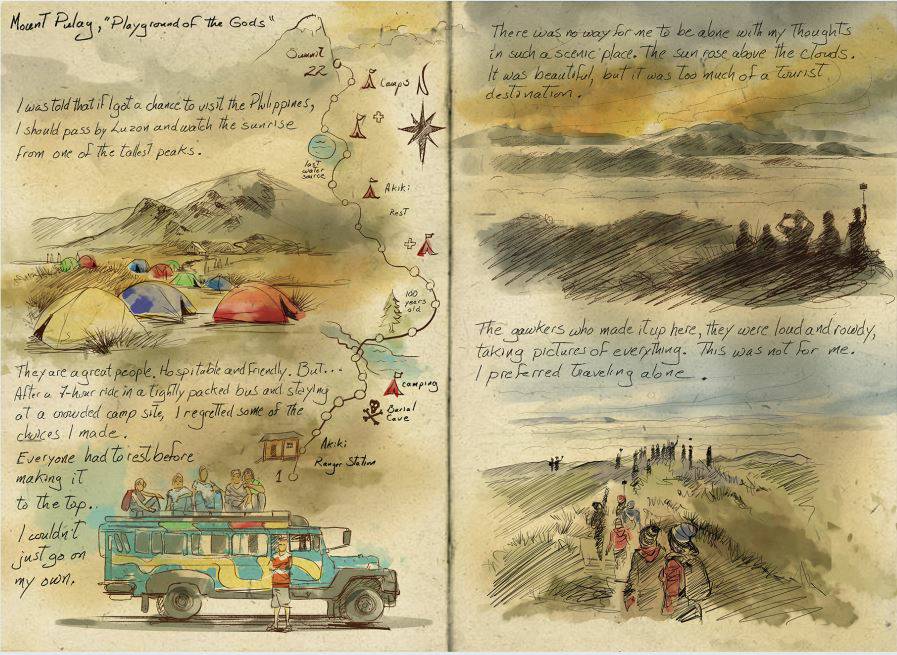 Mount Pulag, "Playground of the Gods"
Summit
22
Camps
I was told that if I got a chance to visit the Philippines,
I should pass by Luzon and watch the sunrise
from one of the tallest peaks.
last
water
source
Akiki
Rest
100
years
old
They are a great people. Hospitable and friendly. But...
After a 7-hour ride in a tightly packed bus and staying
at a crowded camp site, I regretted some of the
choices I made.
camping
Burial
Cave
Akiki
Ranger Station
1
Everyone had to rest before
making it
to the top..
I couldn't
just go on
my own.
There was no way for me to be alone with my Thoughts
in such a scenic place. The sun rose above the clouds.
It was beautiful, but it was too much of a tourist
destination.
The gawkers who made it up here, they were loud and rowdy,
taking pictures of everything. This was not for me.
I preferred traveling alone.